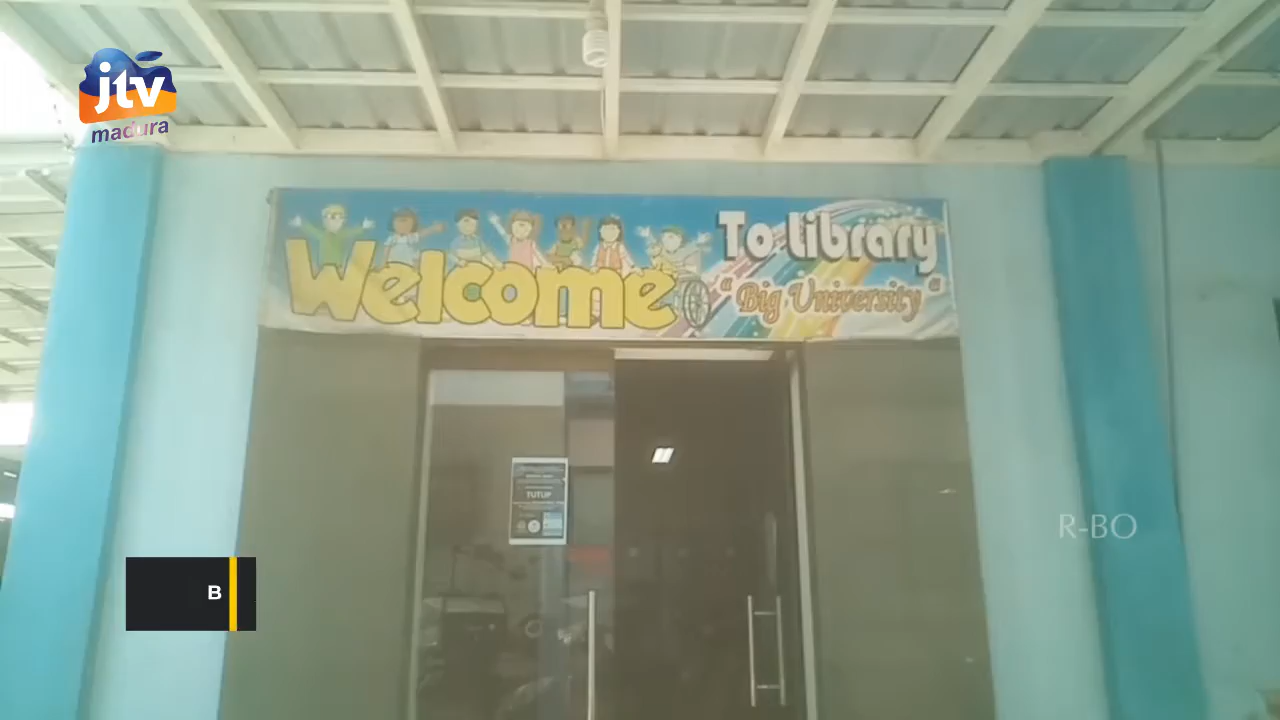 jtv
madura
Welcome
To Library
" Big University "
TUTUP
R-BO
B